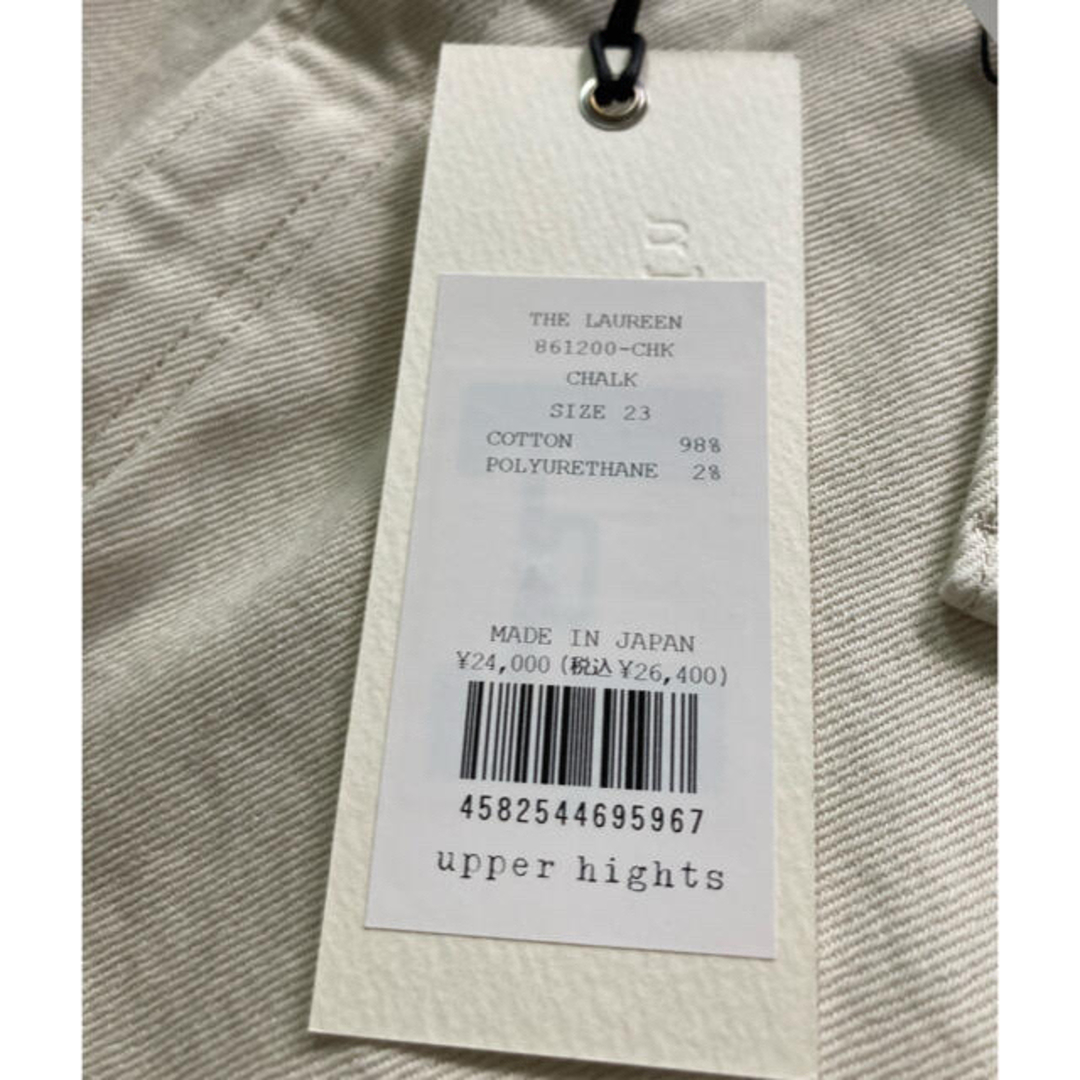 THE LAUREEN
861200-CHK
CHALK
SIZE 23
COTTON 98%
POLYURETHANE 2%
MADE IN JAPAN
¥24,000(税込¥26,400)
4582544695967
upper hights